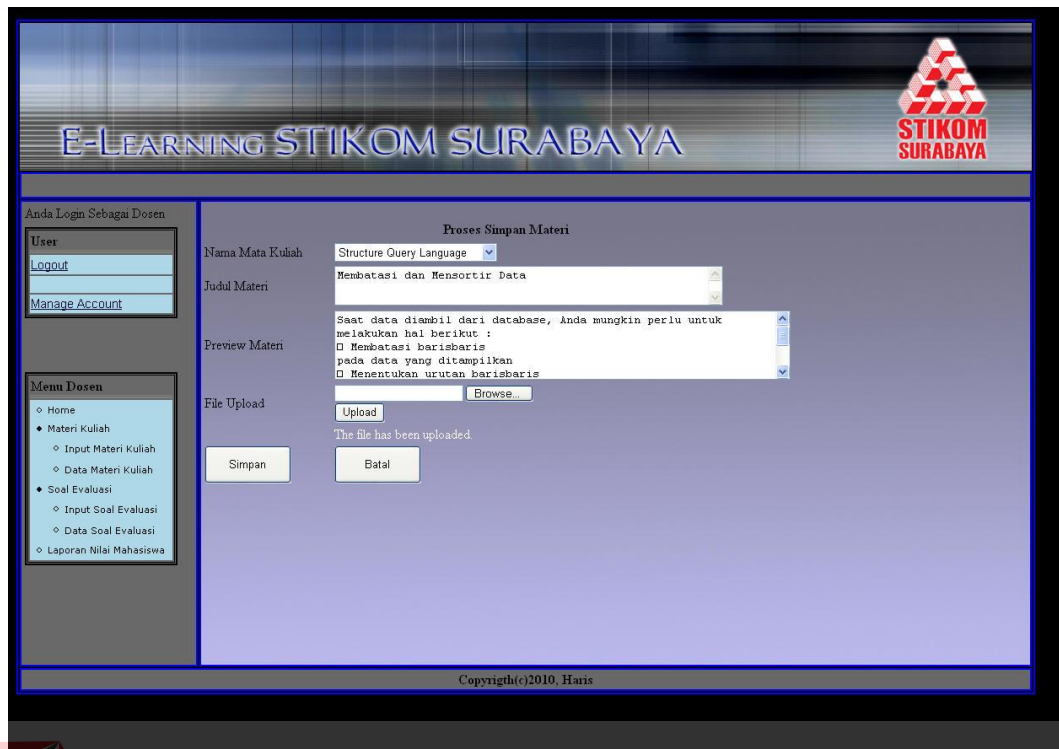 E-LEARNING STIKOM SURABAYA
STIKOM
SURABAYA
Anda Login Sebagai Dosen
User
Logout
Manage Account
Menu Dosen
Home
Materi Kuliah
Input Materi Kuliah
Data Materi Kuliah
Soal Evaluasi
Input Soal Evaluasi
Data Soal Evaluasi
Laporan Nilai Mahasiswa
Proses Simpan Materi
Nama Mata Kuliah
Structure Query Language
Judul Materi
Membatasi dan Mensortir Data
Preview Materi
Saat data diambil dari database, Anda mungkin perlu untuk
melakukan hal berikut :
□ Membatasi barisbaris
pada data yang ditampilkan
□ Menentukan urutan barisbaris
File Upload
Browse...
Upload
The file has been uploaded.
Simpan
Batal
Copyrigth(c)2010, Haris